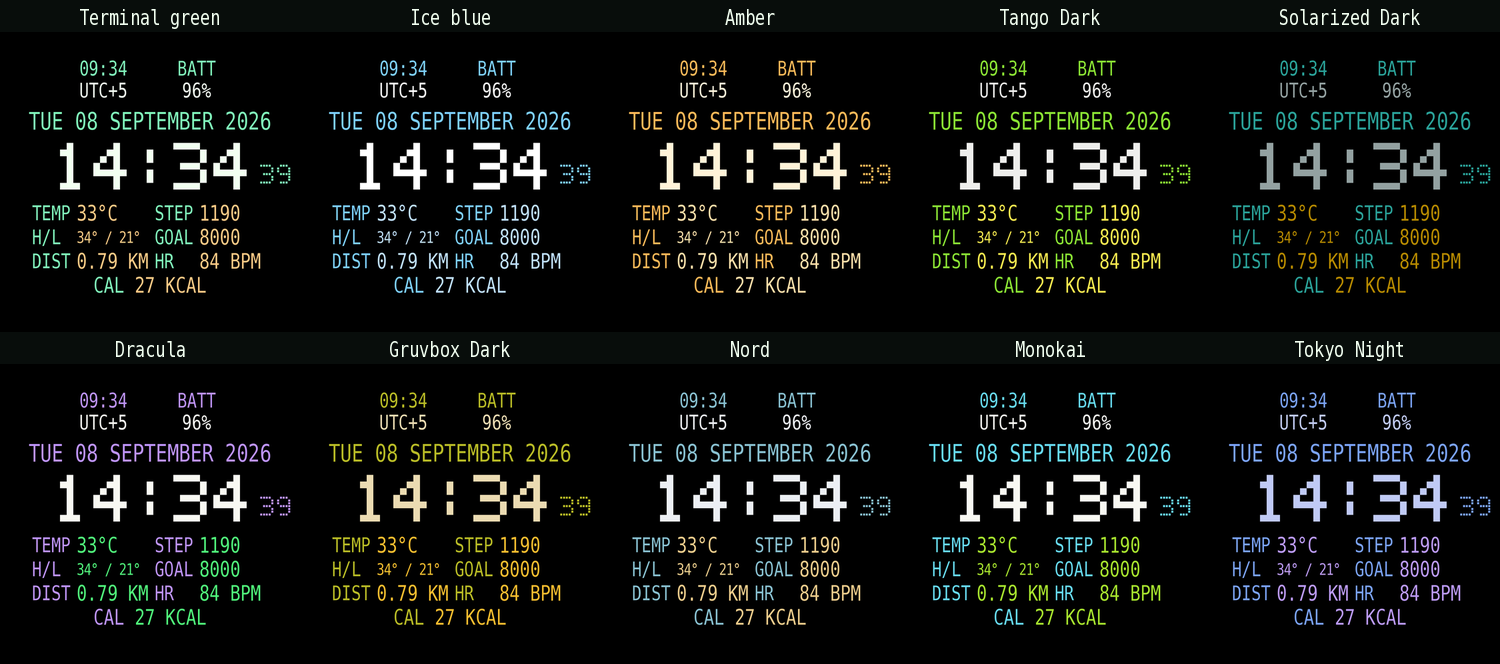 Terminal green
09:34 BATT
UTC+5 96%
TUE 08 SEPTEMBER 2026
14:34 39
TEMP 33°C STEP 1190
H/L 34° / 21° GOAL 8000
DIST 0.79 KM HR 84 BPM
CAL 27 KCAL
Ice blue
09:34 BATT
UTC+5 96%
TUE 08 SEPTEMBER 2026
14:34 39
TEMP 33°C STEP 1190
H/L 34° / 21° GOAL 8000
DIST 0.79 KM HR 84 BPM
CAL 27 KCAL
Amber
09:34 BATT
UTC+5 96%
TUE 08 SEPTEMBER 2026
14:34 39
TEMP 33°C STEP 1190
H/L 34° / 21° GOAL 8000
DIST 0.79 KM HR 84 BPM
CAL 27 KCAL
Tango Dark
09:34 BATT
UTC+5 96%
TUE 08 SEPTEMBER 2026
14:34 39
TEMP 33°C STEP 1190
H/L 34° / 21° GOAL 8000
DIST 0.79 KM HR 84 BPM
CAL 27 KCAL
Solarized Dark
09:34 BATT
UTC+5 96%
TUE 08 SEPTEMBER 2026
14:34 39
TEMP 33°C STEP 1190
H/L 34° / 21° GOAL 8000
DIST 0.79 KM HR 84 BPM
CAL 27 KCAL
Dracula
09:34 BATT
UTC+5 96%
TUE 08 SEPTEMBER 2026
14:34 39
TEMP 33°C STEP 1190
H/L 34° / 21° GOAL 8000
DIST 0.79 KM HR 84 BPM
CAL 27 KCAL
Gruvbox Dark
09:34 BATT
UTC+5 96%
TUE 08 SEPTEMBER 2026
14:34 39
TEMP 33°C STEP 1190
H/L 34° / 21° GOAL 8000
DIST 0.79 KM HR 84 BPM
CAL 27 KCAL
Nord
09:34 BATT
UTC+5 96%
TUE 08 SEPTEMBER 2026
14:34 39
TEMP 33°C STEP 1190
H/L 34° / 21° GOAL 8000
DIST 0.79 KM HR 84 BPM
CAL 27 KCAL
Monokai
09:34 BATT
UTC+5 96%
TUE 08 SEPTEMBER 2026
14:34 39
TEMP 33°C STEP 1190
H/L 34° / 21° GOAL 8000
DIST 0.79 KM HR 84 BPM
CAL 27 KCAL
Tokyo Night
09:34 BATT
UTC+5 96%
TUE 08 SEPTEMBER 2026
14:34 39
TEMP 33°C STEP 1190
H/L 34° / 21° GOAL 8000
DIST 0.79 KM HR 84 BPM
CAL 27 KCAL